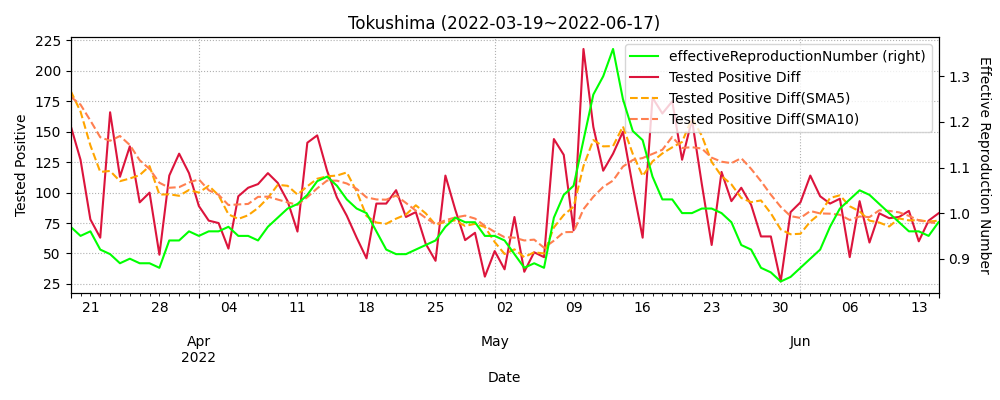 Tokushima (2022-03-19~2022-06-17)
225
200
175
150
125
100
75
50
25
Tested Positive
effectiveReproductionNumber (right)
Tested Positive Diff
Tested Positive Diff(SMA5)
Tested Positive Diff(SMA10)
1.3
1.2
1.1
1.0
0.9
Effective Reproduction Number
21 28 04 11 18 25 02 09 16 23 30 06 13
Apr May Jun
2022
Date